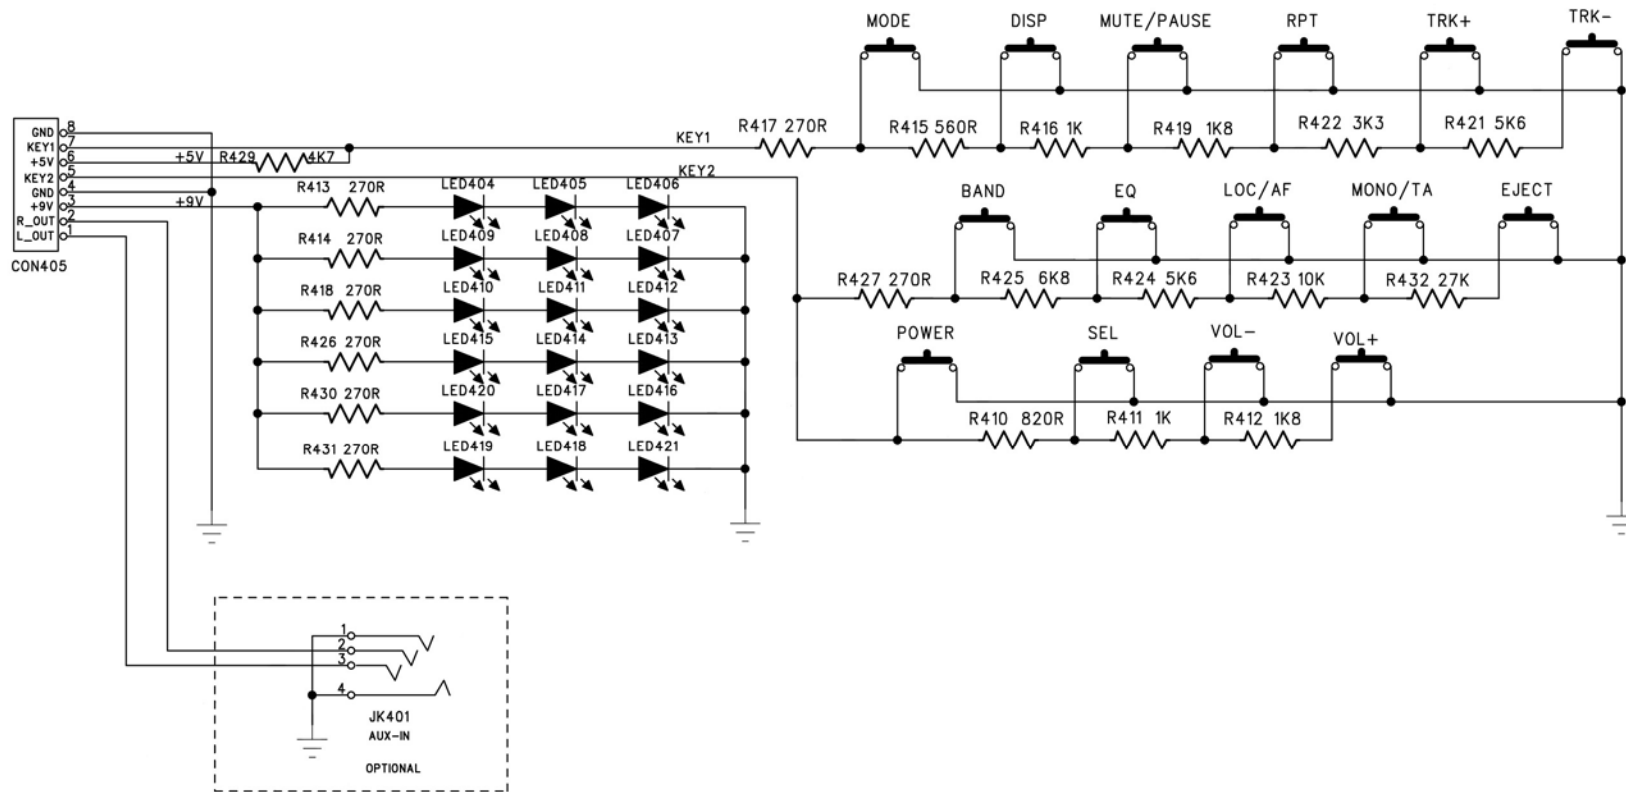 MODE DISP MUTE/PAUSE RPT TRK+ TRK-
R417 270R R415 560R R416 1K R419 1K8 R422 3K3 R421 5K6
8 GND
7 KEY1 KEY1
6 +5V +5V R429 4K7
5 KEY2 KEY2
4 GND
3 +9V +9V
2 R_OUT
1 L_OUT
CON405
R413 270R LED404 LED405 LED406
R414 270R LED409 LED408 LED407
R418 270R LED410 LED411 LED412
R426 270R LED415 LED414 LED413
R430 270R LED420 LED417 LED416
R431 270R LED419 LED418 LED421
BAND EQ LOC/AF MONO/TA EJECT
R427 270R R425 6K8 R424 5K6 R423 10K R432 27K
POWER SEL VOL- VOL+
R410 820R R411 1K R412 1K8
1
2
3
4
JK401
AUX-IN
OPTIONAL